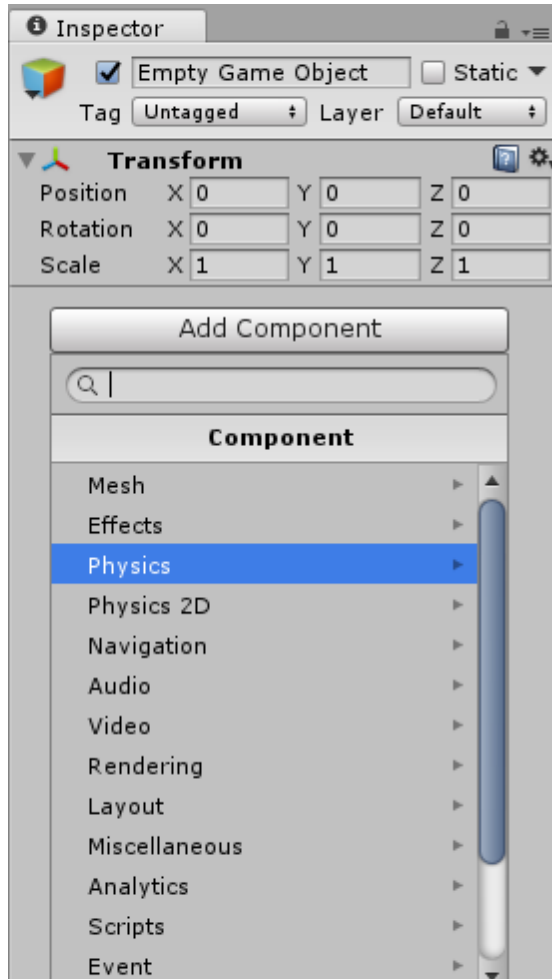 Inspector
Empty Game Object Static
Tag Untagged Layer Default
Transform
Position X 0 Y 0 Z 0
Rotation X 0 Y 0 Z 0
Scale X 1 Y 1 Z 1
Add Component
Component
Mesh
Effects
Physics
Physics 2D
Navigation
Audio
Video
Rendering
Layout
Miscellaneous
Analytics
Scripts
Event